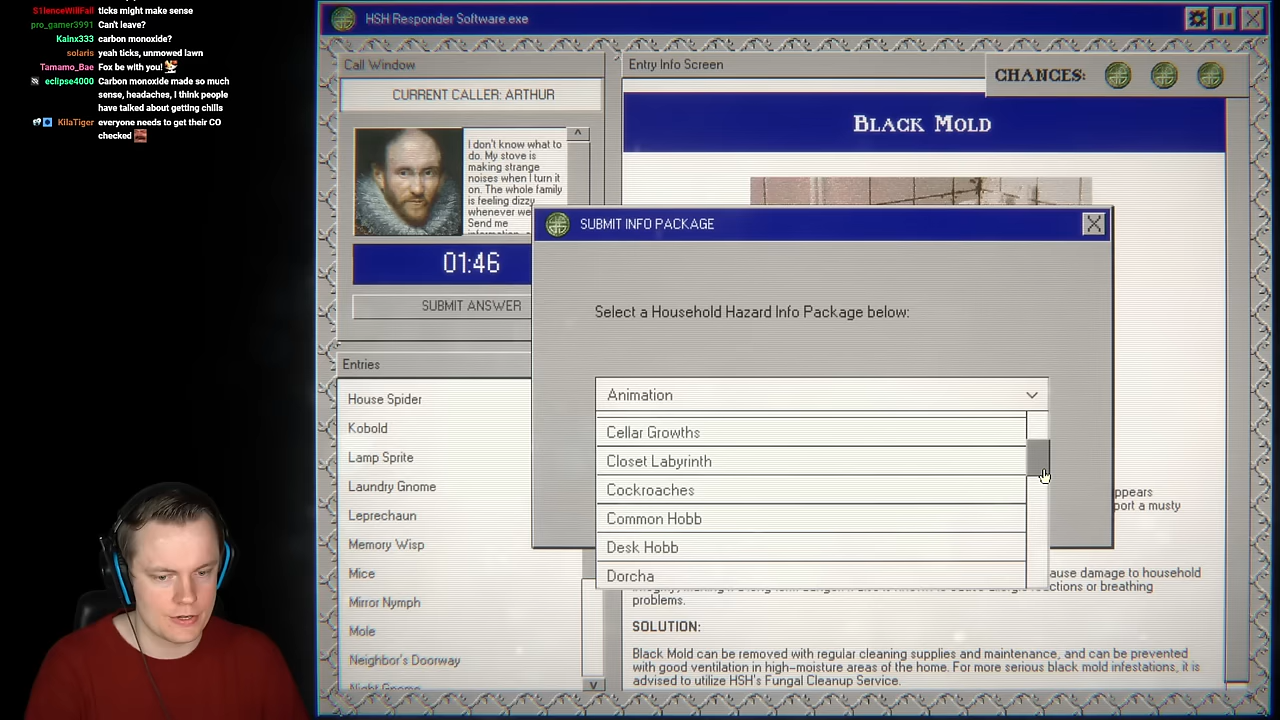 S1lenceWillFail ticks might make sense
pro_gamer3991 Can't leave?
Kainx333 carbon monoxide?
solaris yeah ticks, unmowed lawn
Tamamo_Bae Fox be with you!
eclipse4000 Carbon monoxide made so much
sense, headaches, I think people
have talked about getting chills
KilaTiger everyone needs to get their CO
checked
HSH Responder Software.exe
Call Window
CURRENT CALLER: ARTHUR
I don't know what to
do. My stove is
making strange
noises when I turn it
on. The whole family
is feeling dizzy
whenever we
Send me
01:46
SUBMIT ANSWER
Entries
House Spider
Kobold
Lamp Sprite
Laundry Gnome
Leprechaun
Memory Wisp
Mice
Mirror Nymph
Mole
Neighbor's Doorway
Night Gnome
Entry Info Screen
CHANCES:
BLACK MOLD
SUBMIT INFO PACKAGE
Select a Household Hazard Info Package below:
Animation
Cellar Growths
Closet Labyrinth
Cockroaches
Common Hobb
Desk Hobb
Dorcha
ppears
port a musty
ause damage to household
reactions or breathing
problems.
SOLUTION:
Black Mold can be removed with regular cleaning supplies and maintenance, and can be prevented
with good ventilation in high-moisture areas of the home. For more serious black mold infestations, it is
advised to utilize HSH's Fungal Cleanup Service.